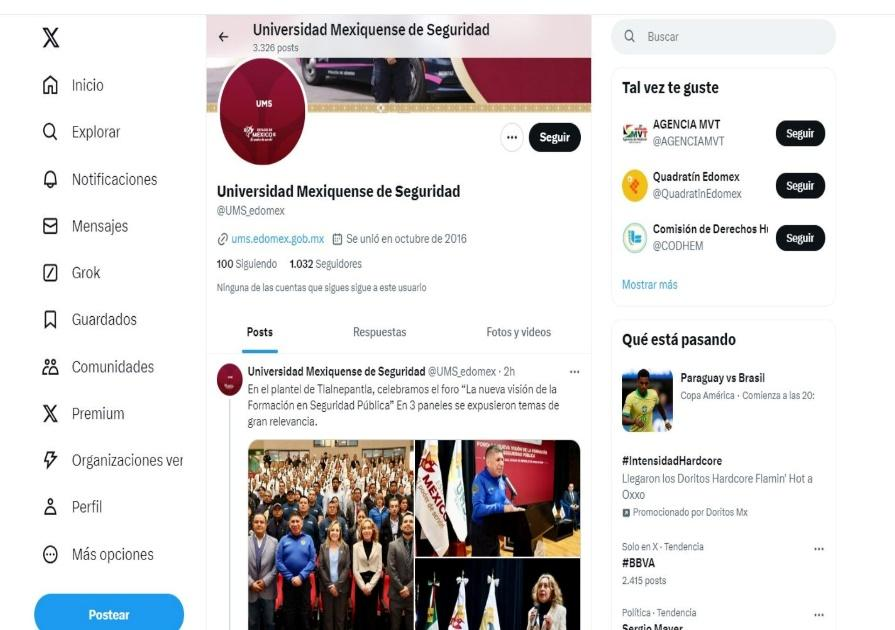 Inicio
Explorar
Notificaciones
Mensajes
Grok
Guardados
Comunidades
Premium
Organizaciones ver
Perfil
Más opciones
Postear
Universidad Mexiquense de Seguridad
3.326 posts
UMS
ESTADO DE
MÉXICO
Seguir
Universidad Mexiquense de Seguridad
@UMS_edomex
ums.edomex.gob.mx Se unió en octubre de 2016
100 Siguiendo 1.032 Seguidores
Ninguna de las cuentas que sigues sigue a este usuario
Posts Respuestas Fotos y videos
Universidad Mexiquense de Seguridad @UMS_edomex · 2h
En el plantel de Tlalnepantla, celebramos el foro “La nueva visión de la
Formación en Seguridad Pública” En 3 paneles se expusieron temas de
gran relevancia.
MÉXICO
Buscar
Tal vez te guste
AGENCIA MVT
@AGENCIAMVT
Seguir
Quadratín Edomex
@QuadratinEdomex
Seguir
Comisión de Derechos Hu
@CODHEM
Seguir
Mostrar más
Qué está pasando
Paraguay vs Brasil
Copa América · Comienza a las 20:
#IntensidadHardcore
Llegaron los Doritos Hardcore Flamin' Hot a
Oxxo
Promocionado por Doritos Mx
Solo en X · Tendencia
#BBVA
2.415 posts
Política · Tendencia
Sergio Mayer